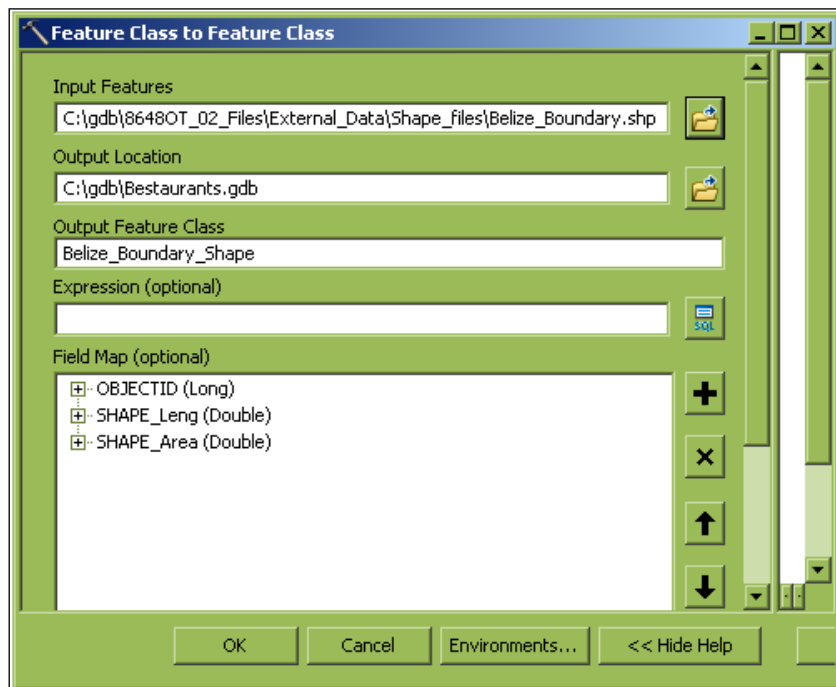 Feature Class to Feature Class
Input Features
C:\gdb\8648OT_02_Files\External_Data\Shape_files\Belize_Boundary.shp
Output Location
C:\gdb\Bestaurants.gdb
Output Feature Class
Belize_Boundary_Shape
Expression (optional)
SQL
Field Map (optional)
OBJECTID (Long)
SHAPE_Leng (Double)
SHAPE_Area (Double)
OK
Cancel
Environments...
<< Hide Help